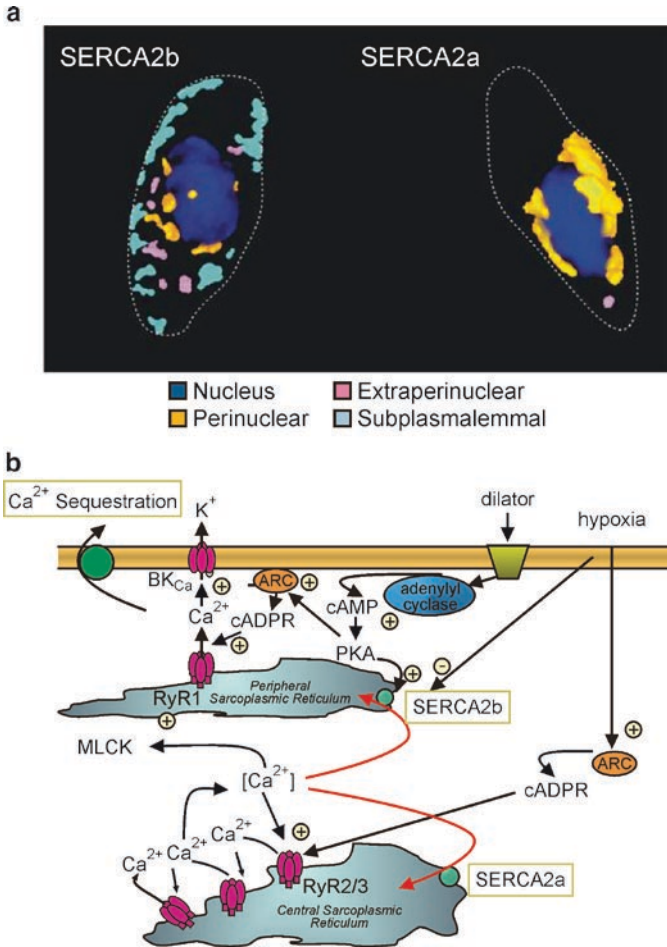 a
SERCA2b
SERCA2a
Nucleus
Extraperinuclear
Perinuclear
Subplasmalemmal
b
Ca²⁺ Sequestration
K⁺
dilator
hypoxia
BK_Ca
+
ARC
+
cAMP
adenylyl
cyclase
Ca²⁺
cADPR
+
+
PKA
RyR1
Peripheral
Sarcoplasmic Reticulum
+
-
SERCA2b
+
MLCK
[Ca²⁺]
+
ARC
cADPR
Ca²⁺
Ca²⁺
Ca²⁺
+
RyR2/3
SERCA2a
Central Sarcoplasmic
Reticulum